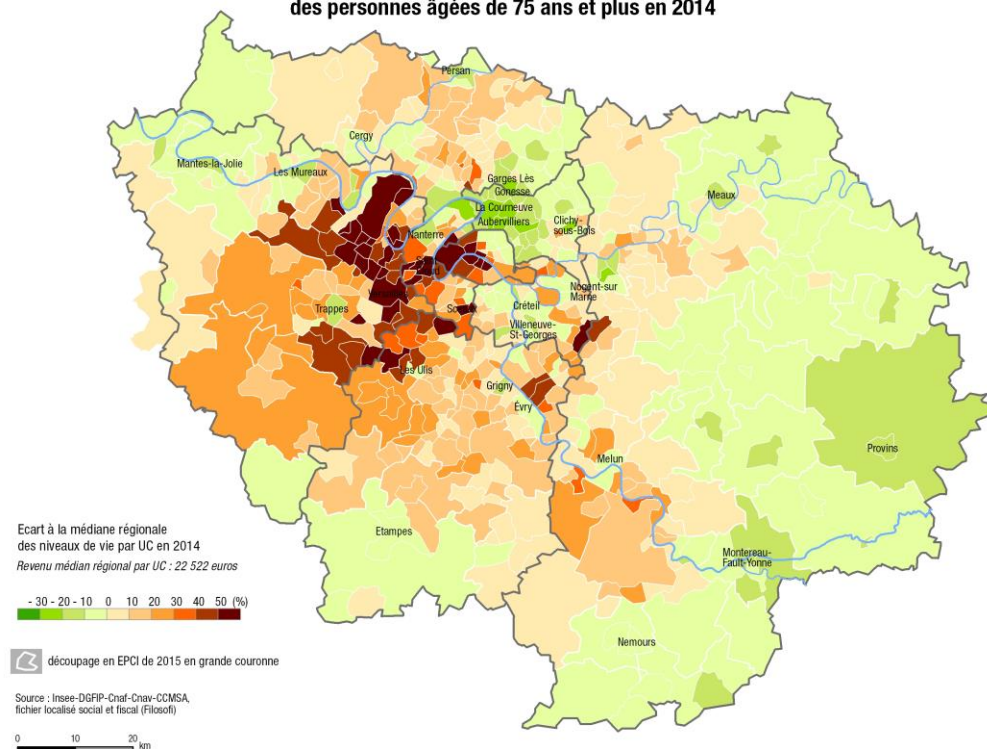 des personnes âgées de 75 ans et plus en 2014
Persan
Cergy
Mantes-la-Jolie
Les Mureaux
Garges Lès
Gonesse
La Courneuve
Aubervilliers
Clichy-
sous-Bois
Meaux
Nanterre
Nogent-sur
Marne
Créteil
Trappes
Villeneuve-
St-Georges
Les Ulis
Grigny
Évry
Provins
Melun
Etampes
Montereau-
Fault-Yonne
Nemours
Ecart à la médiane régionale
des niveaux de vie par UC en 2014
Revenu médian régional par UC : 22 522 euros
- 30 - 20 - 10 0 10 20 30 40 50 (%)
découpage en EPCI de 2015 en grande couronne
Source : Insee-DGFIP-Cnaf-Cnav-CCMSA,
fichier localisé social et fiscal (Filosofi)
0 10 20
km